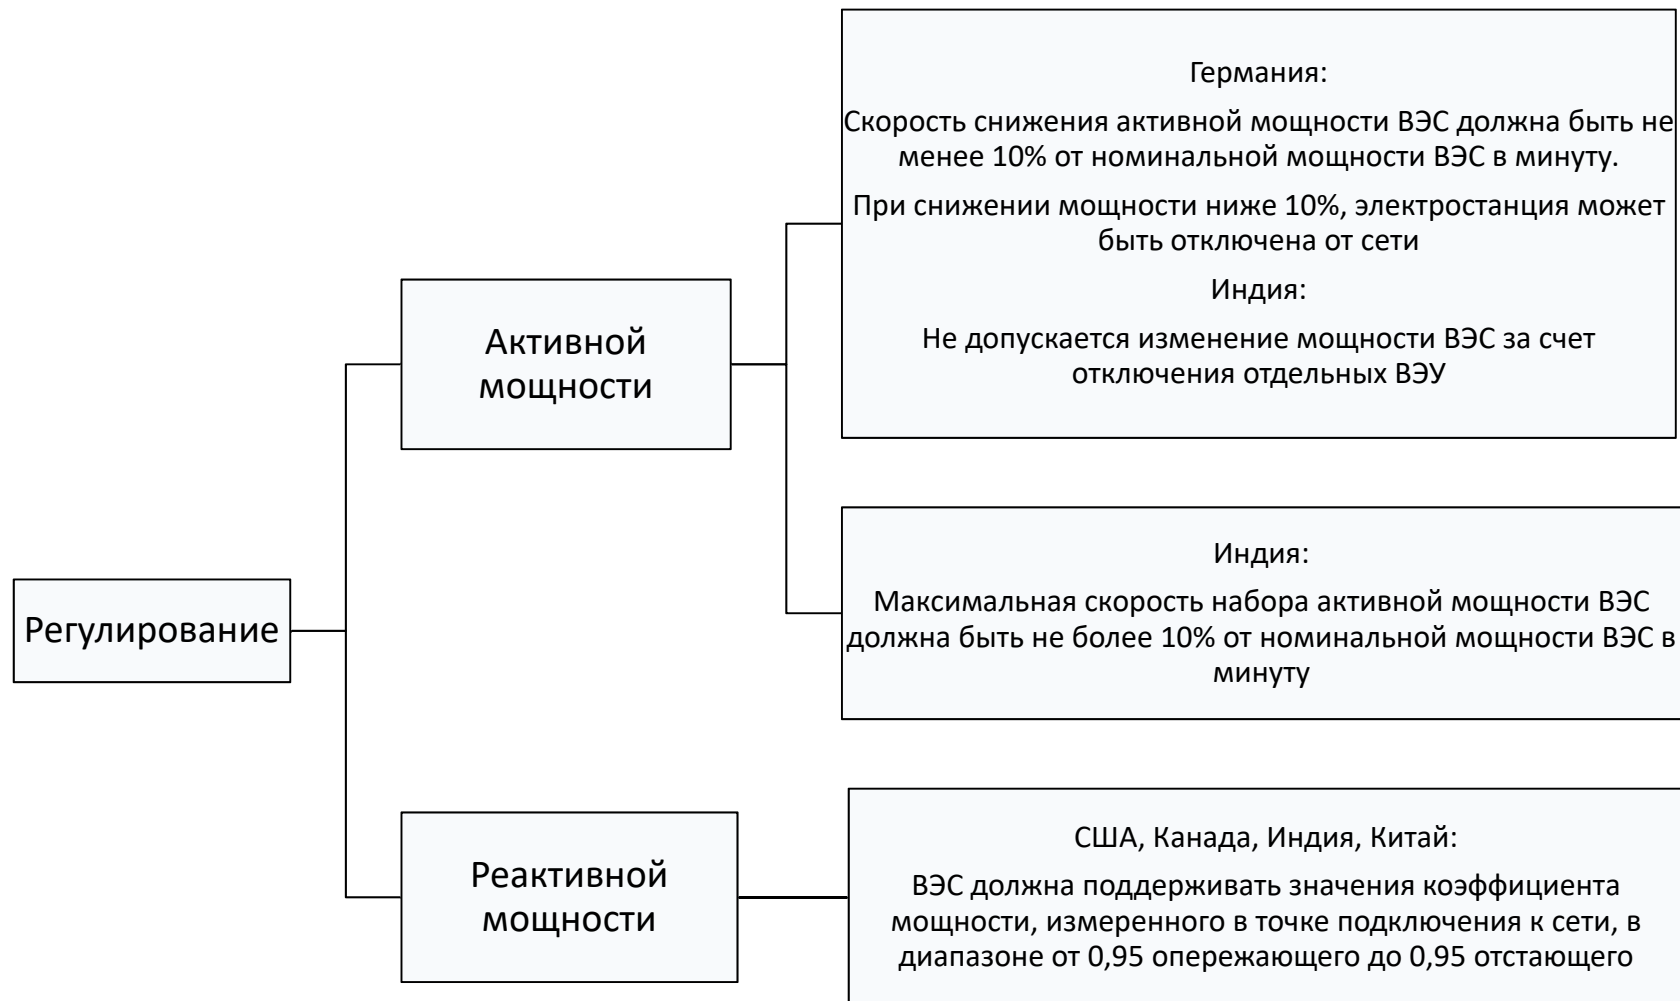 Регулирование
Активной
мощности
Германия:
Скорость снижения активной мощности ВЭС должна быть не
менее 10% от номинальной мощности ВЭС в минуту.
При снижении мощности ниже 10%, электростанция может
быть отключена от сети
Индия:
Не допускается изменение мощности ВЭС за счет
отключения отдельных ВЭУ
Индия:
Максимальная скорость набора активной мощности ВЭС
должна быть не более 10% от номинальной мощности ВЭС в
минуту
Реактивной
мощности
США, Канада, Индия, Китай:
ВЭС должна поддерживать значения коэффициента
мощности, измеренного в точке подключения к сети, в
диапазоне от 0,95 опережающего до 0,95 отстающего